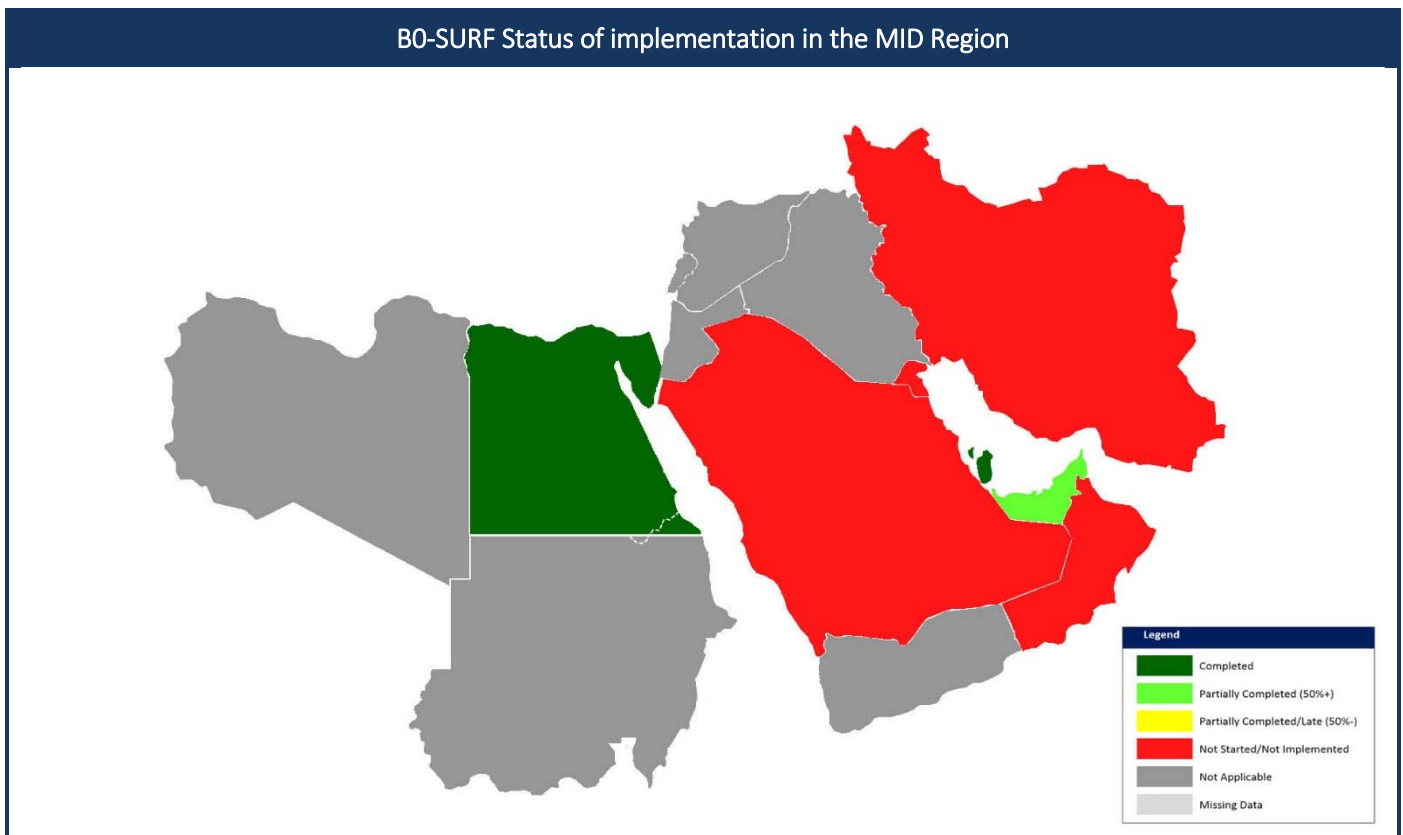 B0-SURF Status of implementation in the MID Region
Legend
Completed
Partially Completed (50%+)
Partially Completed/Late (50%-)
Not Started/Not Implemented
Not Applicable
Missing Data